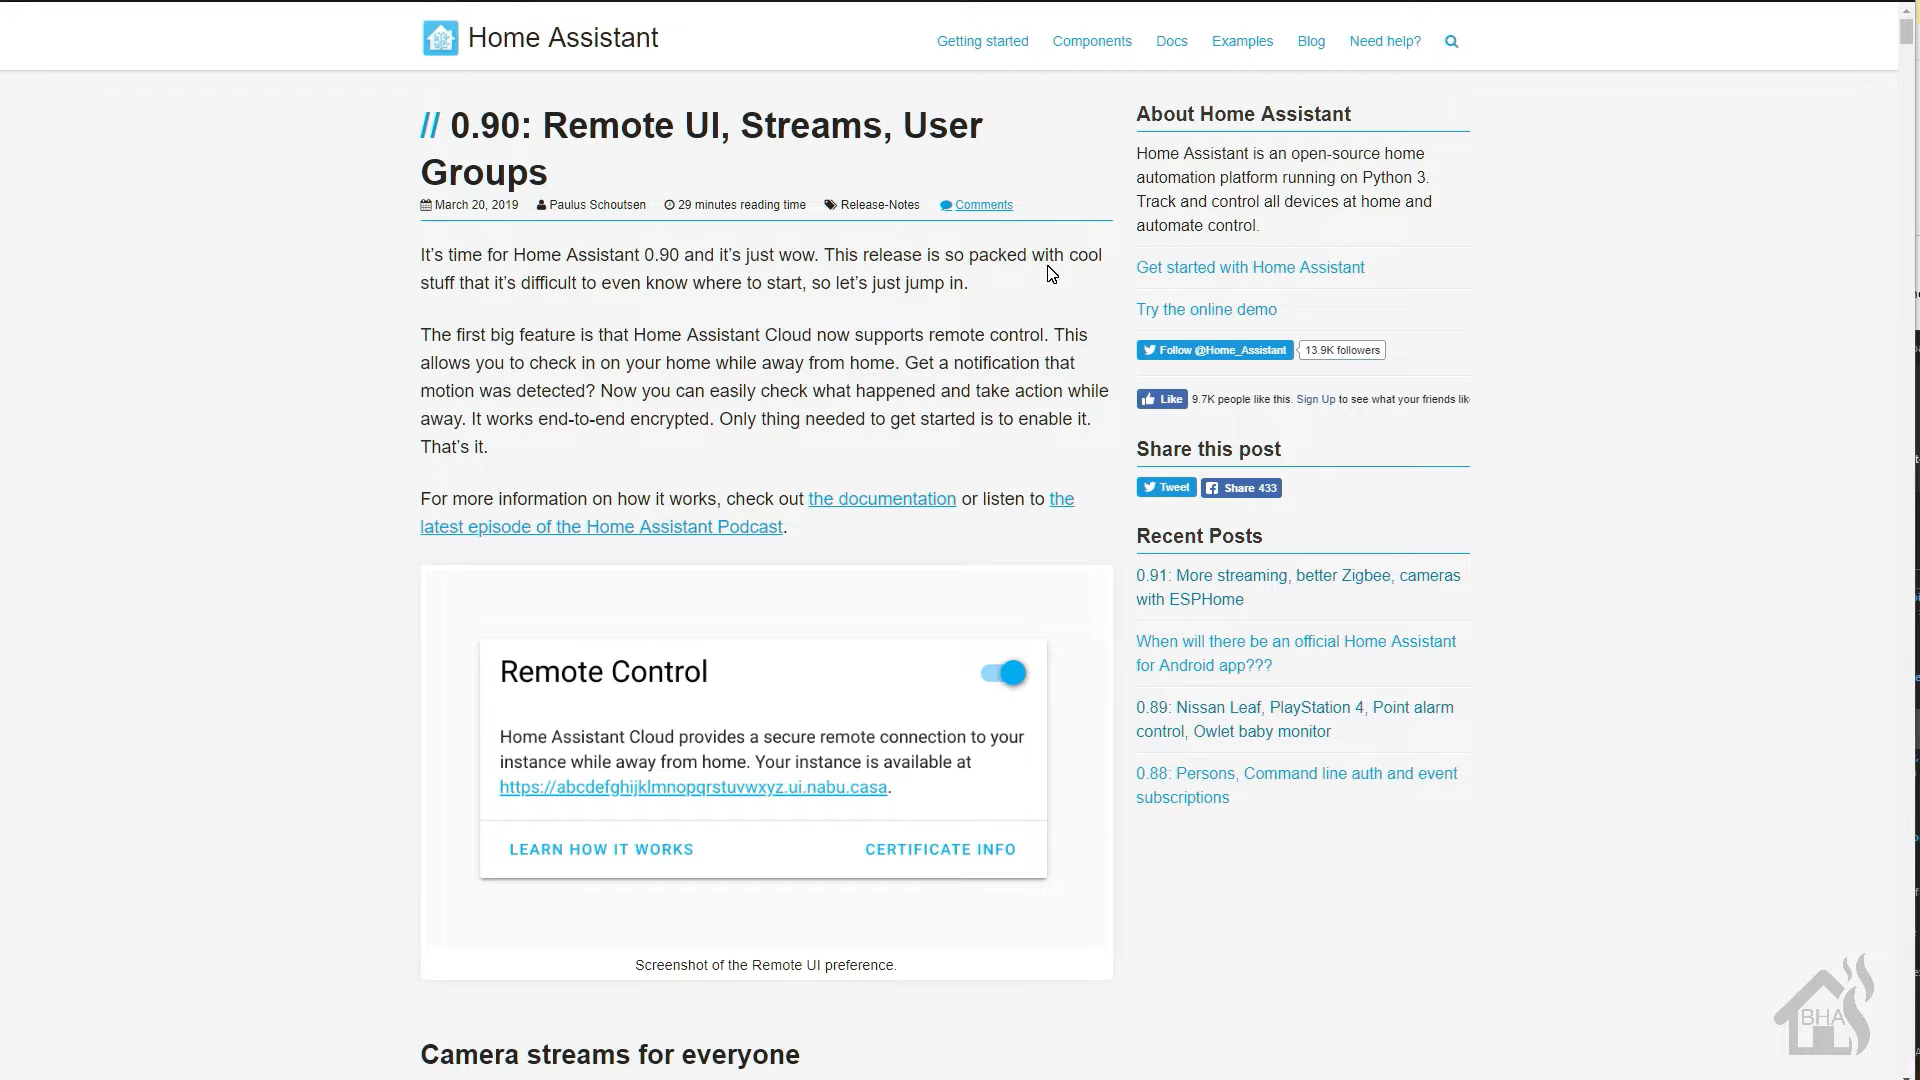 Home Assistant
Getting started Components Docs Examples Blog Need help?
// 0.90: Remote UI, Streams, User
Groups
March 20, 2019 Paulus Schoutsen 29 minutes reading time Release-Notes Comments
It's time for Home Assistant 0.90 and it's just wow. This release is so packed with cool
stuff that it's difficult to even know where to start, so let's just jump in.
The first big feature is that Home Assistant Cloud now supports remote control. This
allows you to check in on your home while away from home. Get a notification that
motion was detected? Now you can easily check what happened and take action while
away. It works end-to-end encrypted. Only thing needed to get started is to enable it.
That's it.
For more information on how it works, check out the documentation or listen to the
latest episode of the Home Assistant Podcast.
Remote Control
Home Assistant Cloud provides a secure remote connection to your
instance while away from home. Your instance is available at
https://abcdefghijklmnopqrstuvwxyz.ui.nabu.casa.
LEARN HOW IT WORKS CERTIFICATE INFO
Screenshot of the Remote UI preference.
Camera streams for everyone
About Home Assistant
Home Assistant is an open-source home
automation platform running on Python 3.
Track and control all devices at home and
automate control.
Get started with Home Assistant
Try the online demo
Follow @Home_Assistant 13.9K followers
Like 9.7K people like this. Sign Up to see what your friends lik
Share this post
Tweet Share 433
Recent Posts
0.91: More streaming, better Zigbee, cameras
with ESPHome
When will there be an official Home Assistant
for Android app???
0.89: Nissan Leaf, PlayStation 4, Point alarm
control, Owlet baby monitor
0.88: Persons, Command line auth and event
subscriptions
BHA